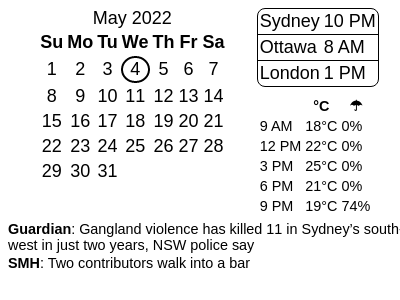 May 2022
Su Mo Tu We Th Fr Sa
1 2 3 4 5 6 7
8 9 10 11 12 13 14
15 16 17 18 19 20 21
22 23 24 25 26 27 28
29 30 31
Sydney 10 PM
Ottawa 8 AM
London 1 PM
°C ☂
9 AM 18°C 0%
12 PM 22°C 0%
3 PM 25°C 0%
6 PM 21°C 0%
9 PM 19°C 74%
Guardian: Gangland violence has killed 11 in Sydney’s south-
west in just two years, NSW police say
SMH: Two contributors walk into a bar